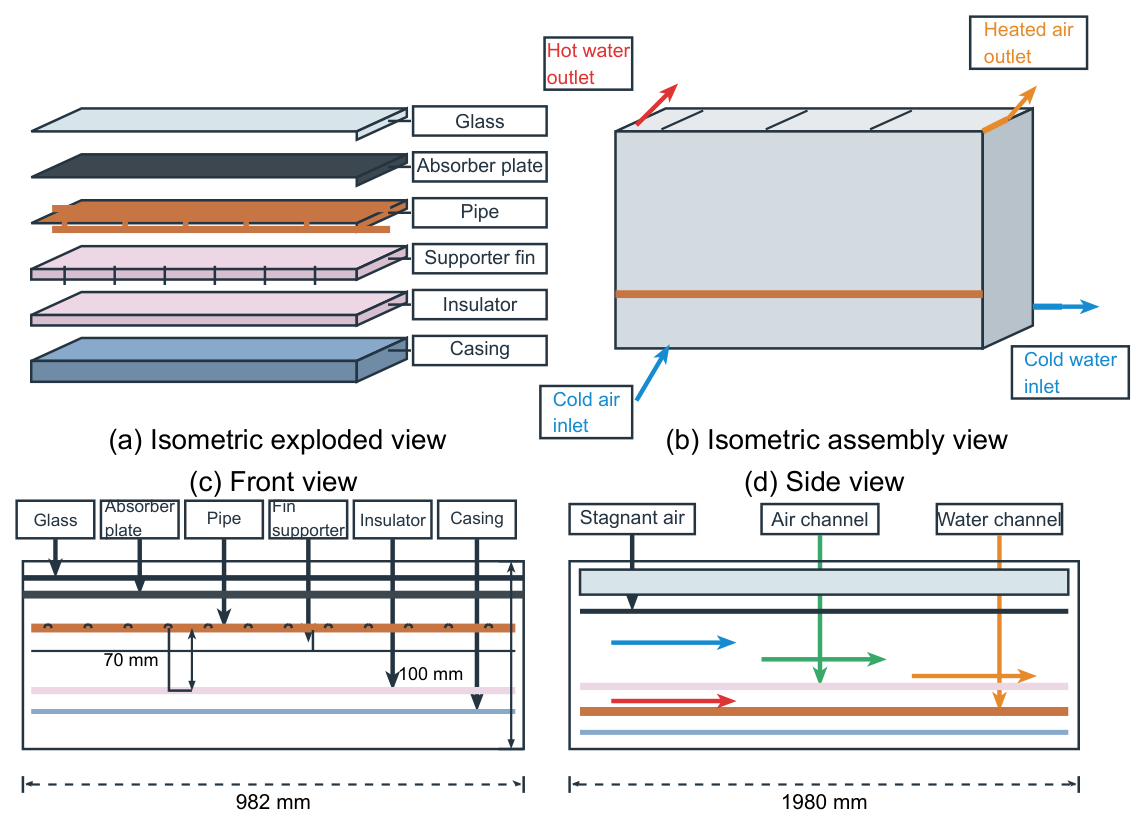 Hot water
outlet
Heated air
outlet
Glass
Absorber plate
Pipe
Supporter fin
Insulator
Casing
Cold water
inlet
Cold air
inlet
(a) Isometric exploded view
(b) Isometric assembly view
(c) Front view
(d) Side view
Glass
Absorber
plate
Pipe
Fin
supporter
Insulator
Casing
Stagnant air
Air channel
Water channel
70 mm
100 mm
982 mm
1980 mm